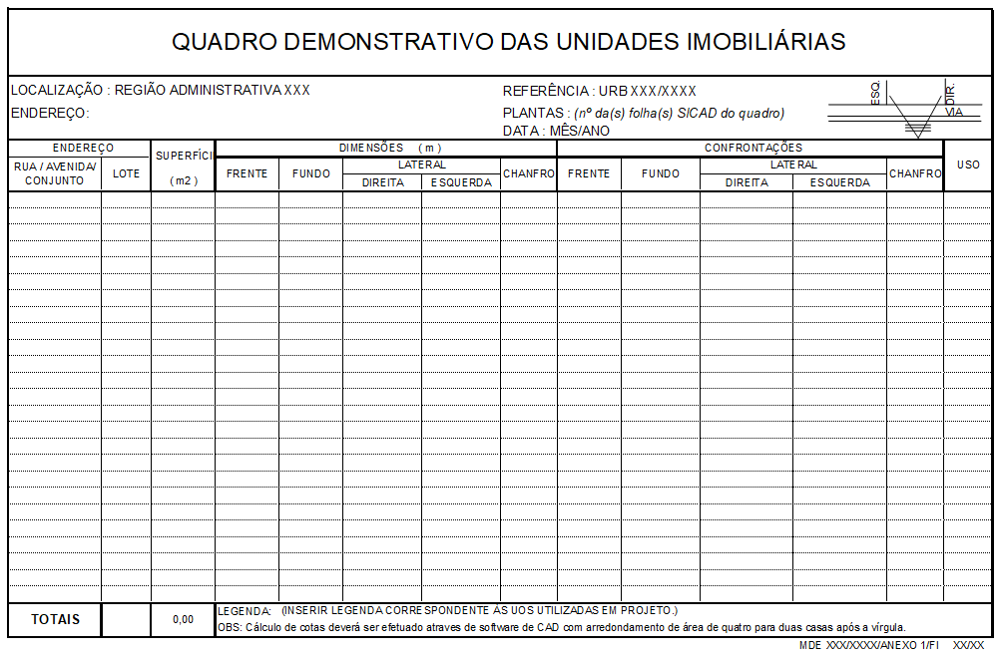 QUADRO DEMONSTRATIVO DAS UNIDADES IMOBILIÁRIAS
LOCALIZAÇÃO : REGIÃO ADMINISTRATIVA XXX
ENDEREÇO:
REFERÊNCIA : URB XXX/XXXX
PLANTAS : (nº da(s) folha(s) SICAD do quadro)
DATA : MÊS/ANO
ESQ.
DIR.
VIA
ENDEREÇO
SUPERFÍCI
(m2 )
DIMENSÕES ( m )
CONFRONTAÇÕES
USO
RUA / AVENIDA/
CONJUNTO
LOTE
FRENTE
FUNDO
LATERAL
DIREITA
ESQUERDA
CHANFRO
FRENTE
FUNDO
LATERAL
DIREITA
ESQUERDA
CHANFRO
TOTAIS
0,00
LEGENDA: (INSERIR LEGENDA CORRESPONDENTE ÀS UOS UTILIZADAS EM PROJETO.)
OBS: Cálculo de cotas deverá ser efetuado atraves de software de CAD com arredondamento de área de quatro para duas casas após a vírgula.
MDE XXX/XXXX/ANEXO 1/Fl XX/XX